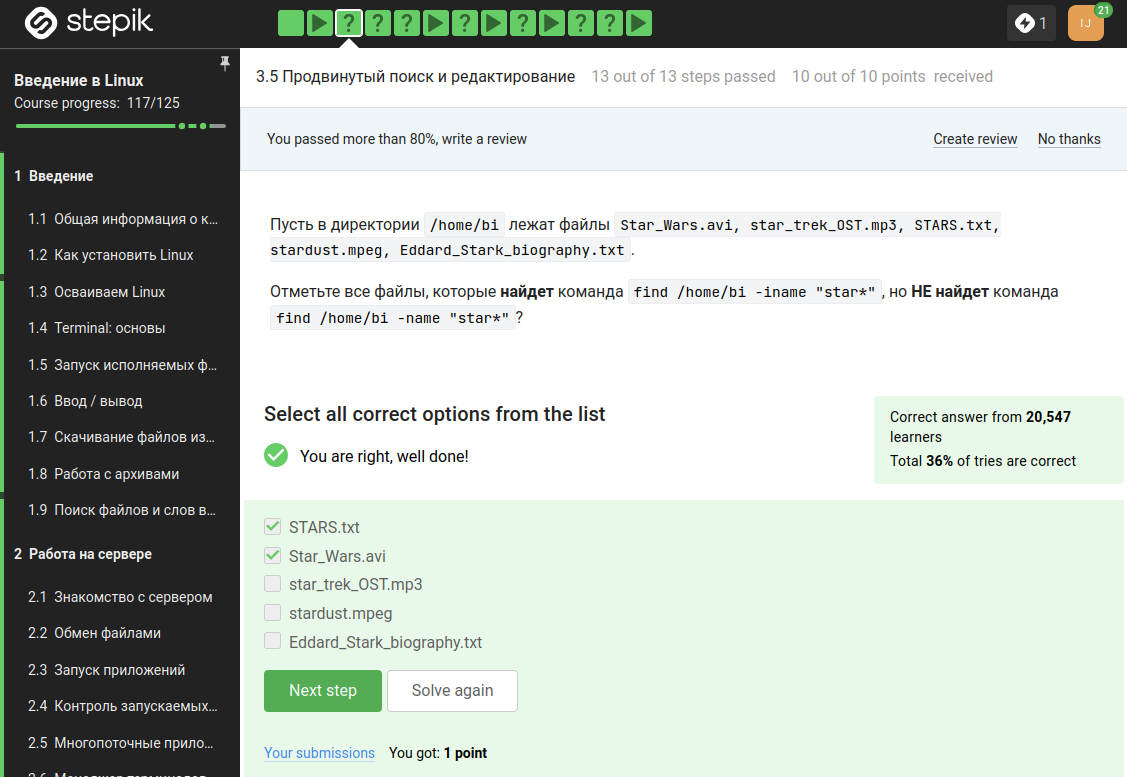 stepik
? ? ? ? ? ? ?
1
IJ
21
Введение в Linux
Course progress: 117/125
1 Введение
1.1 Общая информация о к...
1.2 Как установить Linux
1.3 Осваиваем Linux
1.4 Terminal: основы
1.5 Запуск исполняемых ф...
1.6 Ввод / вывод
1.7 Скачивание файлов из...
1.8 Работа с архивами
1.9 Поиск файлов и слов в...
2 Работа на сервере
2.1 Знакомство с сервером
2.2 Обмен файлами
2.3 Запуск приложений
2.4 Контроль запускаемых...
2.5 Многопоточные прило...
3.5 Продвинутый поиск и редактирование 13 out of 13 steps passed 10 out of 10 points received
You passed more than 80%, write a review
Create review No thanks
Пусть в директории /home/bi лежат файлы Star_Wars.avi, star_trek_OST.mp3, STARS.txt,
stardust.mpeg, Eddard_Stark_biography.txt.
Отметьте все файлы, которые найдет команда find /home/bi -iname "star*", но НЕ найдет команда
find /home/bi -name "star*"?
Select all correct options from the list
You are right, well done!
Correct answer from 20,547
learners
Total 36% of tries are correct
STARS.txt
Star_Wars.avi
star_trek_OST.mp3
stardust.mpeg
Eddard_Stark_biography.txt
Next step Solve again
Your submissions You got: 1 point